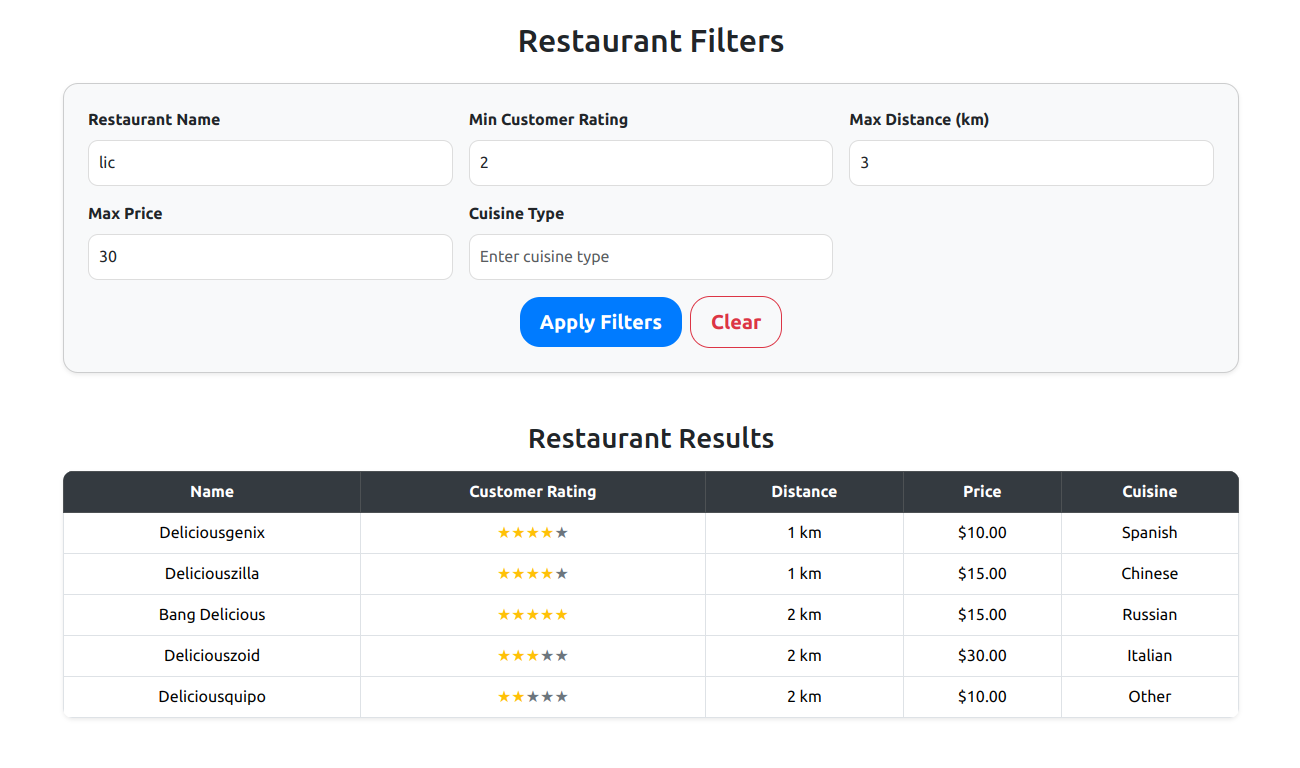 Restaurant Filters
Restaurant Name Min Customer Rating Max Distance (km)
lic 2 3
Max Price Cuisine Type
30 Enter cuisine type
Apply Filters Clear
Restaurant Results
Name Customer Rating Distance Price Cuisine
Deliciousgenix ★★★★★ 1 km $10.00 Spanish
Deliciouszilla ★★★★★ 1 km $15.00 Chinese
Bang Delicious ★★★★★ 2 km $15.00 Russian
Deliciouszoid ★★★★★ 2 km $30.00 Italian
Deliciousquipo ★★★★★ 2 km $10.00 Other